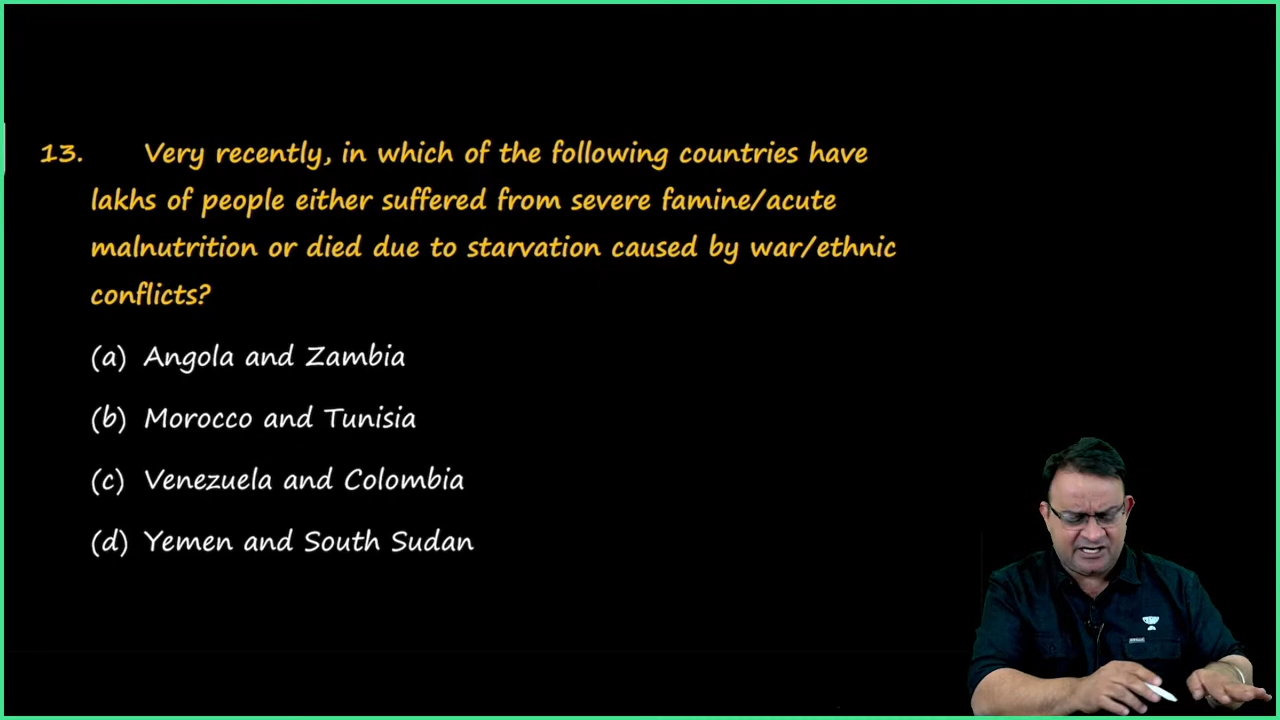 13. Very recently, in which of the following countries have
lakhs of people either suffered from severe famine/acute
malnutrition or died due to starvation caused by war/ethnic
conflicts?
(a) Angola and Zambia
(b) Morocco and Tunisia
(c) Venezuela and Colombia
(d) Yemen and South Sudan